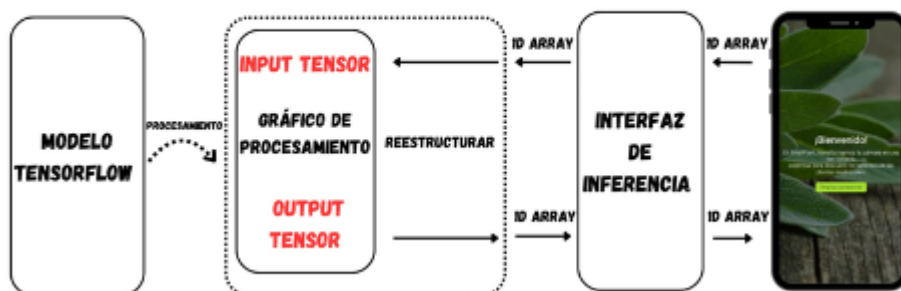 MODELO
TENSORFLOW
PROCESAMIENTO
INPUT TENSOR
GRÁFICO DE
PROCESAMIENTO
OUTPUT
TENSOR
REESTRUCTURAR
1D ARRAY
1D ARRAY
INTERFAZ
DE
INFERENCIA
1D ARRAY
1D ARRAY
¡Bienvenido!